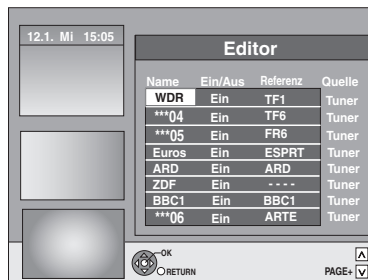 12.1. Mi 15:05
Editor
Name Ein/Aus Referenz Quelle
WDR Ein TF1 Tuner
***04 Ein TF6 Tuner
***05 Ein FR6 Tuner
Euros Ein ESPRT Tuner
ARD Ein ARD Tuner
ZDF Ein ---- Tuner
BBC1 Ein BBC1 Tuner
***06 Ein ARTE Tuner
OK
RETURN
PAGE+